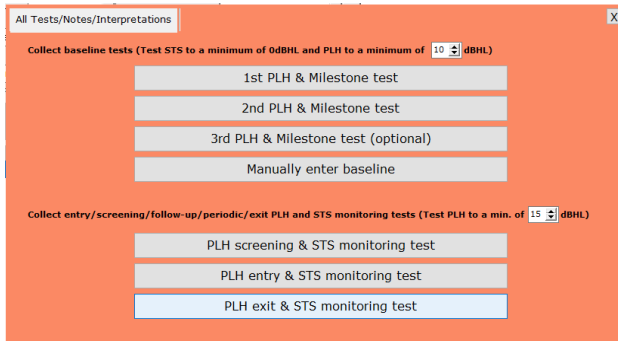 All Tests/Notes/Interpretations
X
Collect baseline tests (Test STS to a minimum of 0dBHL and PLH to a minimum of 10 dBHL)
1st PLH & Milestone test
2nd PLH & Milestone test
3rd PLH & Milestone test (optional)
Manually enter baseline
Collect entry/screening/follow-up/periodic/exit PLH and STS monitoring tests (Test PLH to a min. of 15 dBHL)
PLH screening & STS monitoring test
PLH entry & STS monitoring test
PLH exit & STS monitoring test